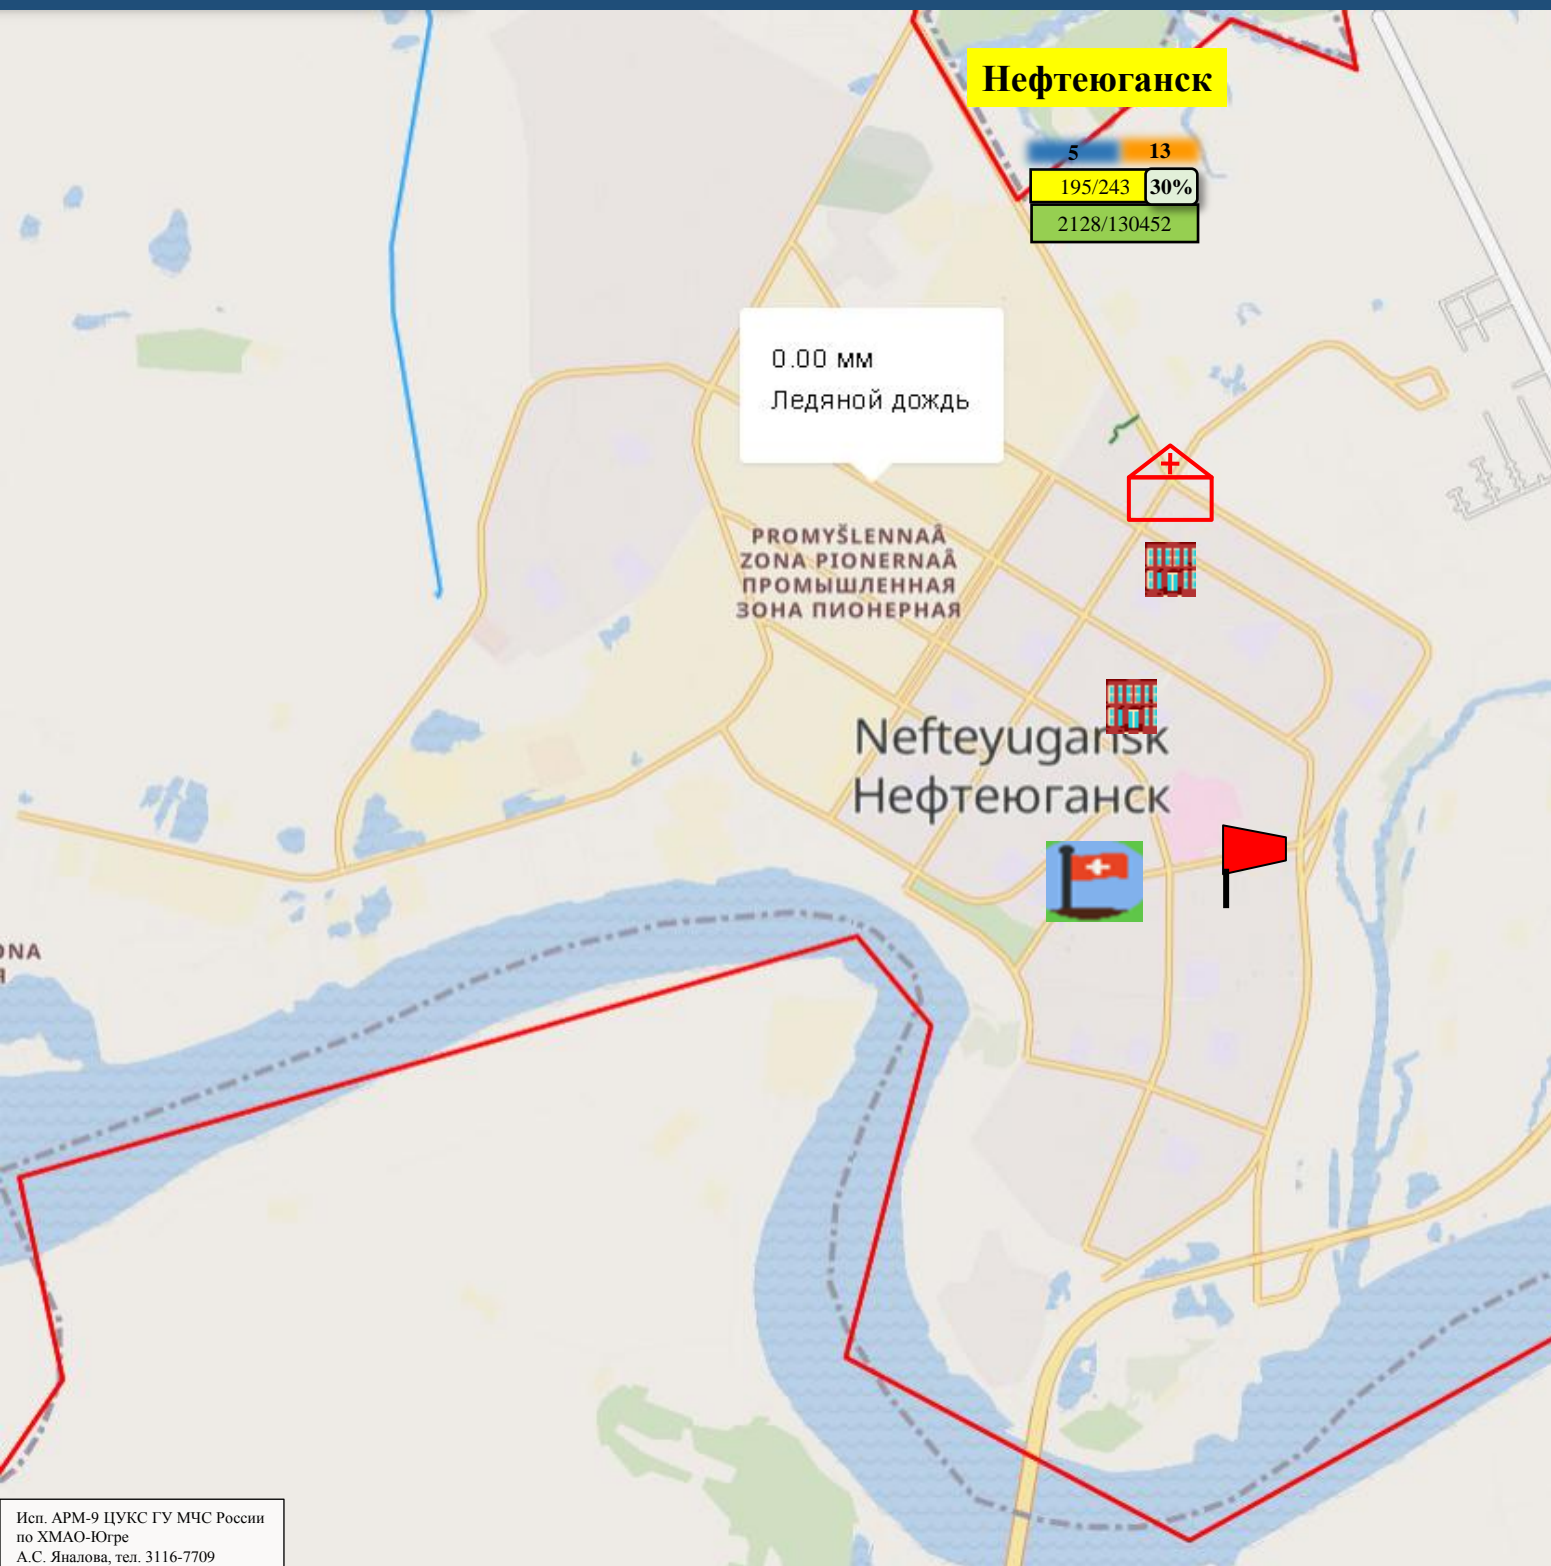 Нефтеюганск
5 13
195/243 30%
2128/130452
0.00 мм
Ледяной дождь
PROMYŠLENNAÂ
ZONA PIONERNAÂ
ПРОМЫШЛЕННАЯ
ЗОНА ПИОНЕРНАЯ
Nefteyugansk
Нефтеюганск
ONA
Я
Исп. АРМ-9 ЦУКС ГУ МЧС России
по ХМАО-Югре
А.С. Яналова, тел. 3116-7709